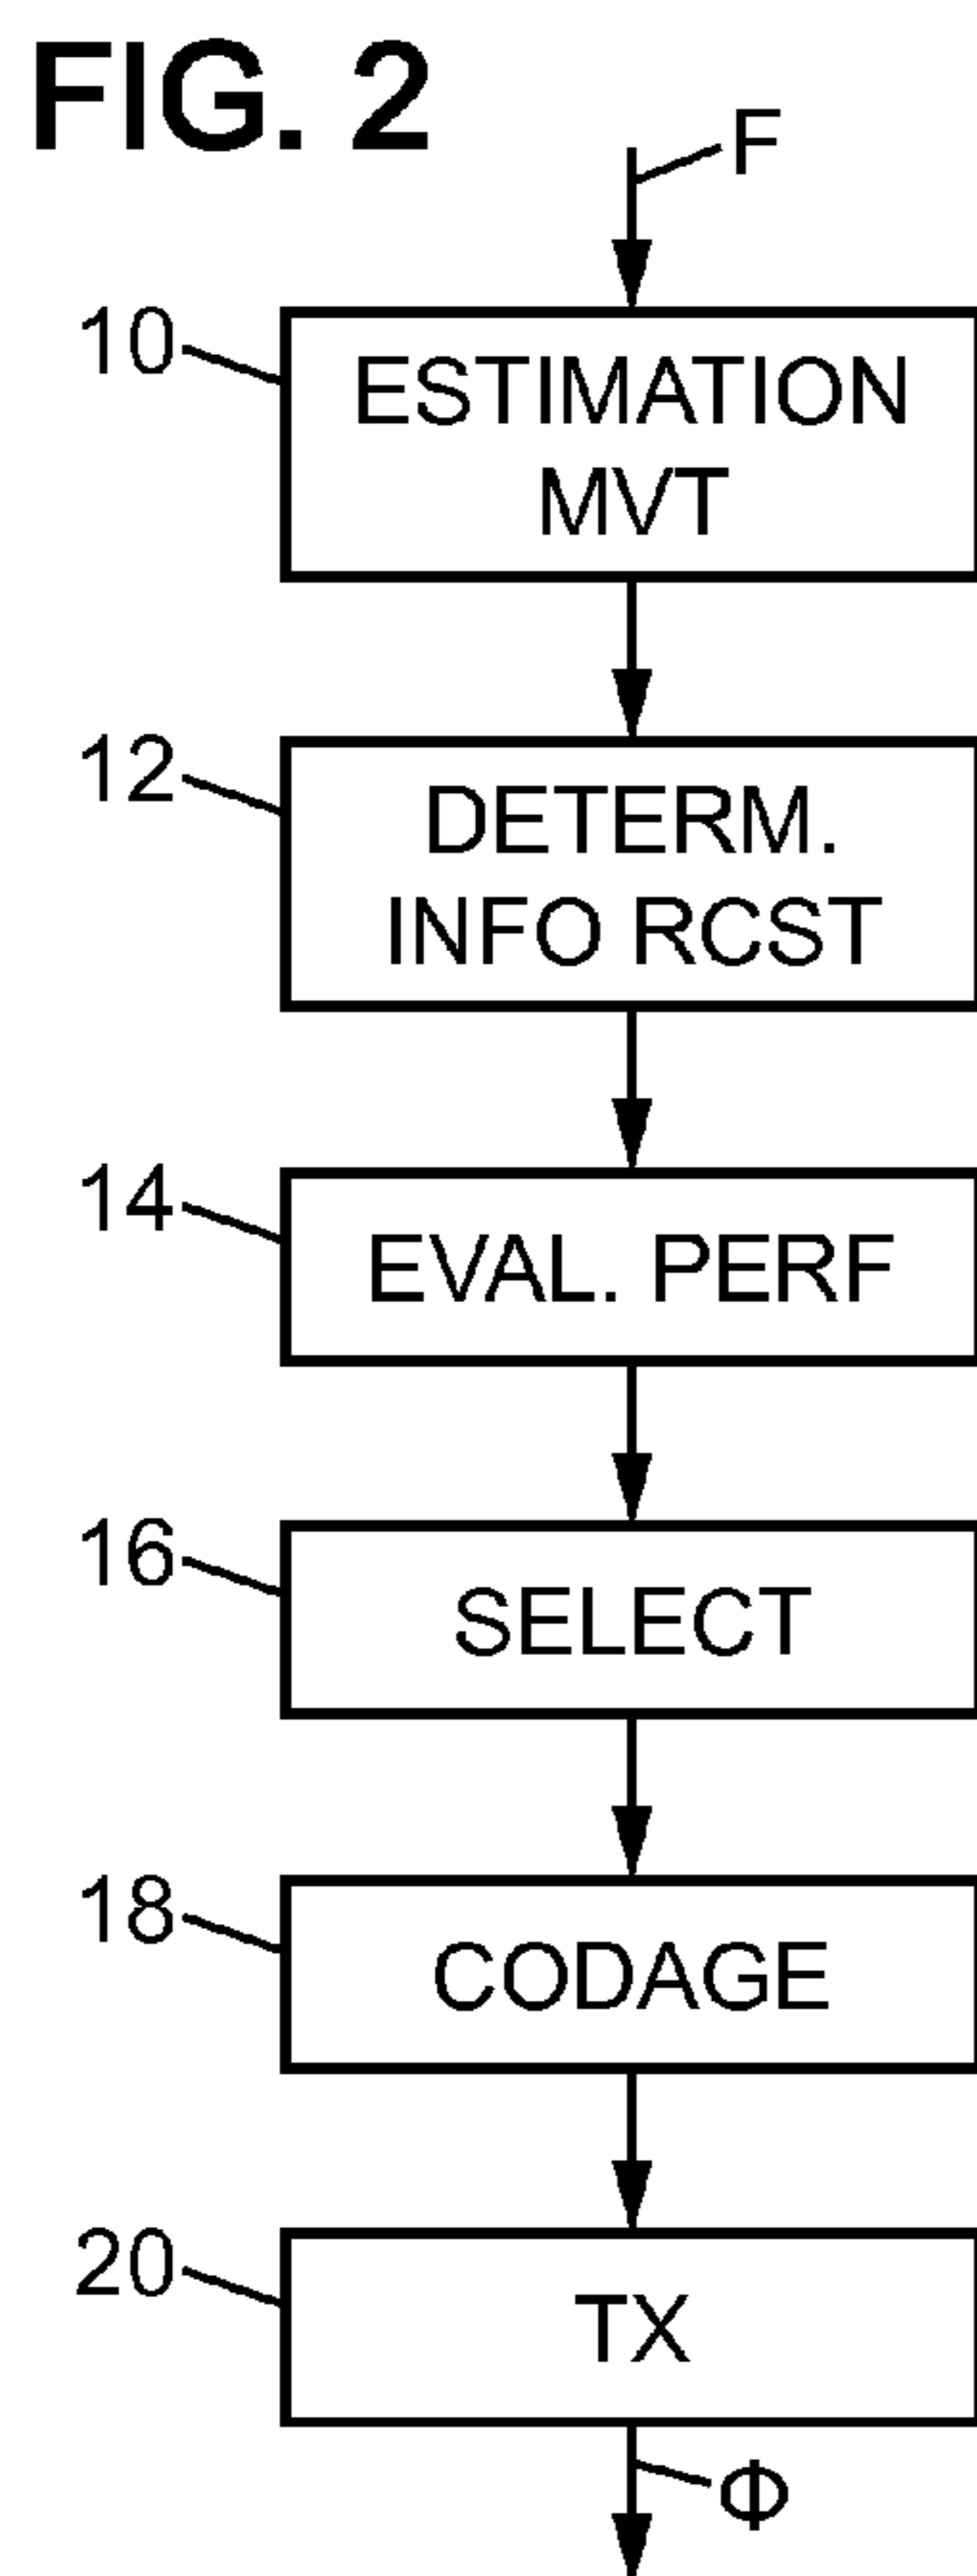 FIG. 2
F
10
ESTIMATION
MVT
12
DETERM.
INFO RCST
14
EVAL. PERF
16
SELECT
18
CODAGE
20
TX
Φ